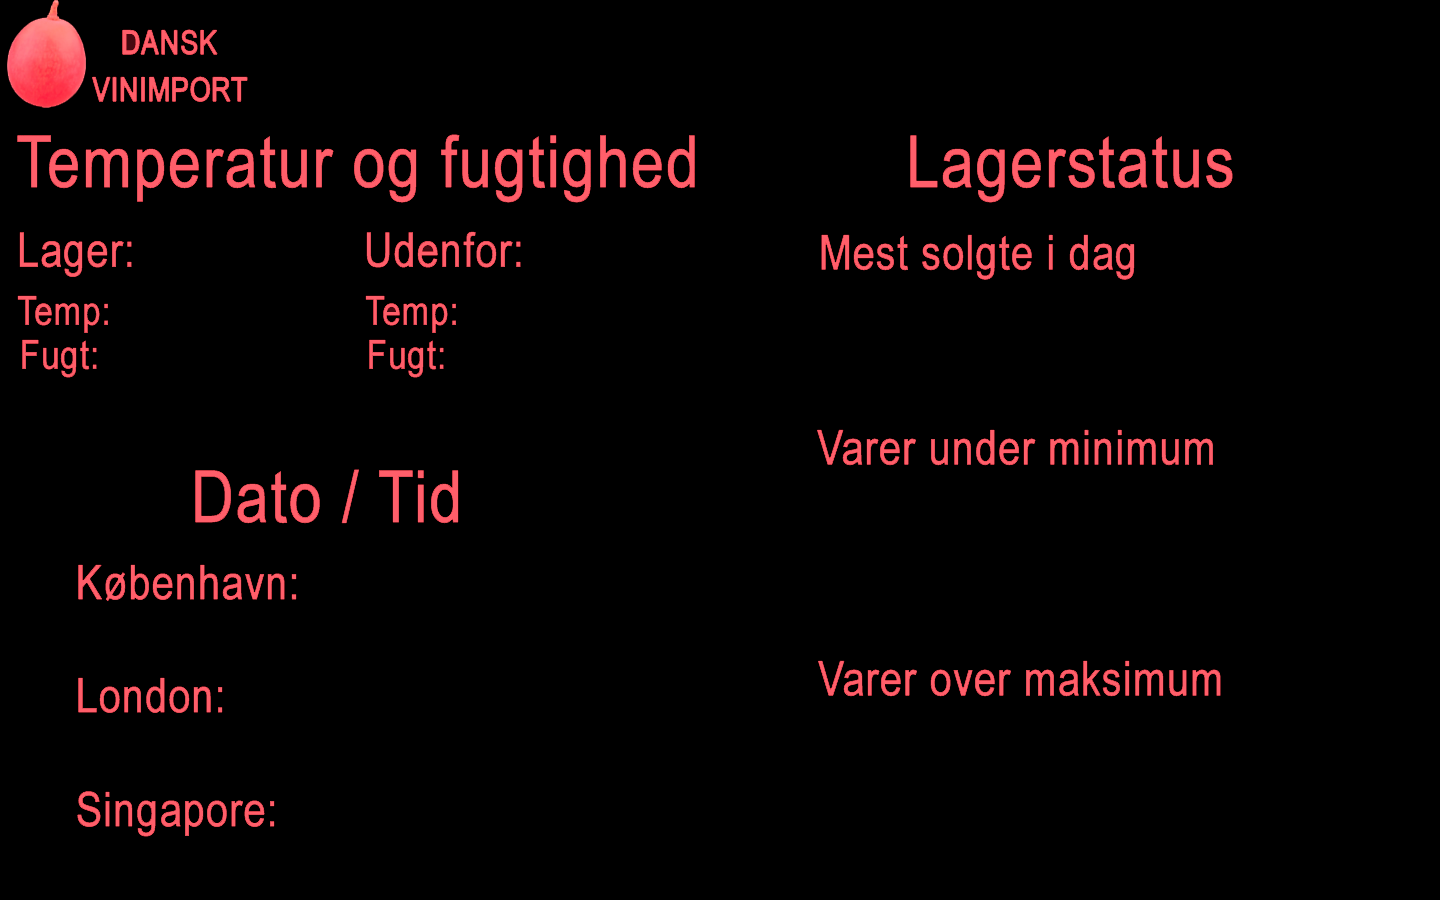 DANSK
VINIMPORT
Temperatur og fugtighed
Lager:
Temp:
Fugt:
Udenfor:
Temp:
Fugt:
Dato / Tid
København:
London:
Singapore:
Lagerstatus
Mest solgte i dag
Varer under minimum
Varer over maksimum